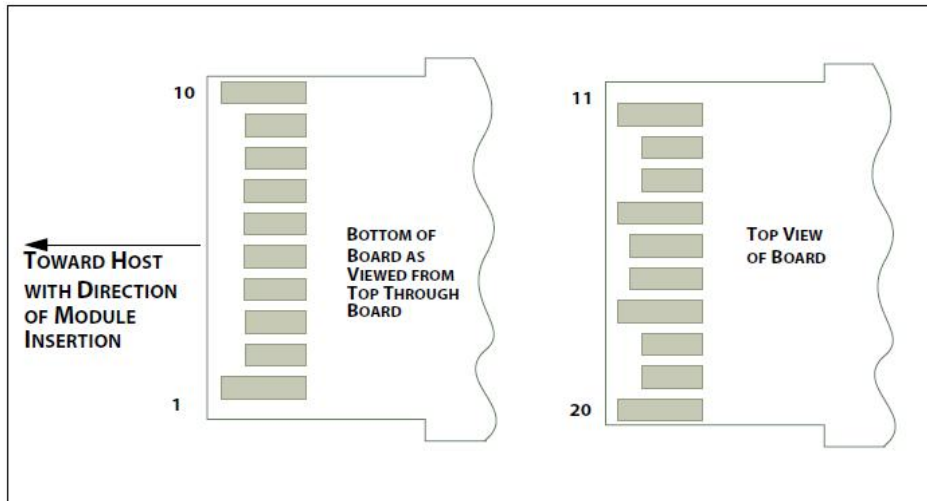 10
1
TOWARD HOST
WITH DIRECTION
OF MODULE
INSERTION
BOTTOM OF
BOARD AS
VIEWED FROM
TOP THROUGH
BOARD
11
20
TOP VIEW
OF BOARD